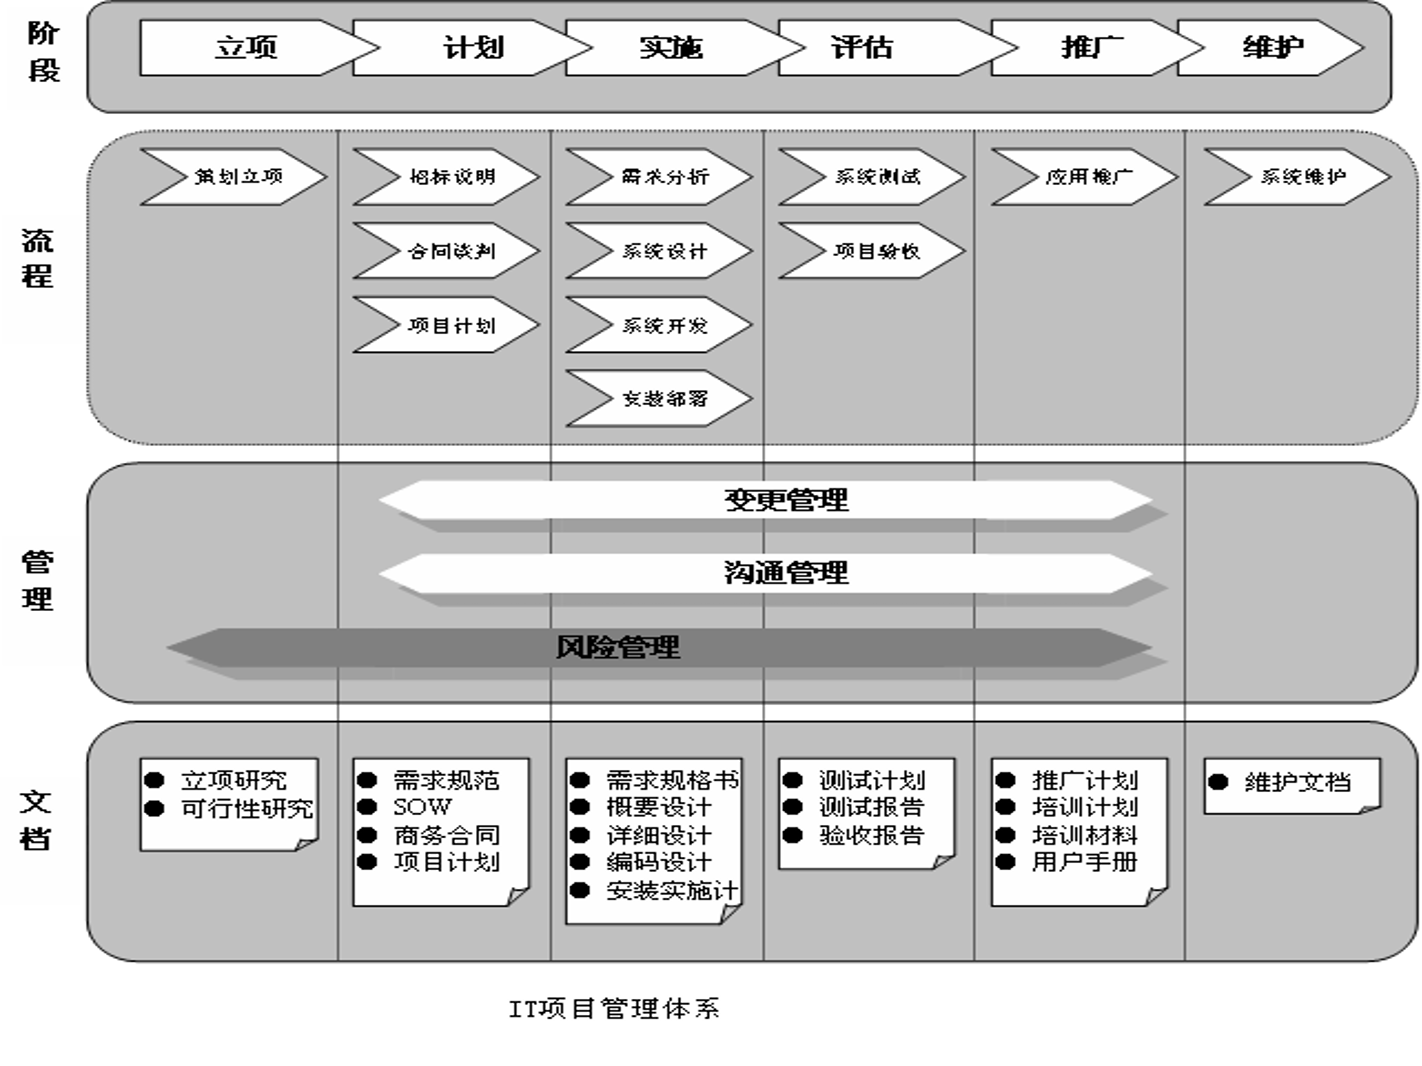 阶段
立项 计划 实施 评估 推广 维护
流程
策划立项 招标说明 需求分析 系统测试 应用推广 系统维护
合同谈判 系统设计 项目验收
项目计划 系统开发
安装部署
管理
变更管理
沟通管理
风险管理
文档
立项研究
可行性研究
需求规范
SOW
商务合同
项目计划
需求规格书
概要设计
详细设计
编码设计
安装实施计
测试计划
测试报告
验收报告
推广计划
培训计划
培训材料
用户手册
维护文档
IT项目管理体系